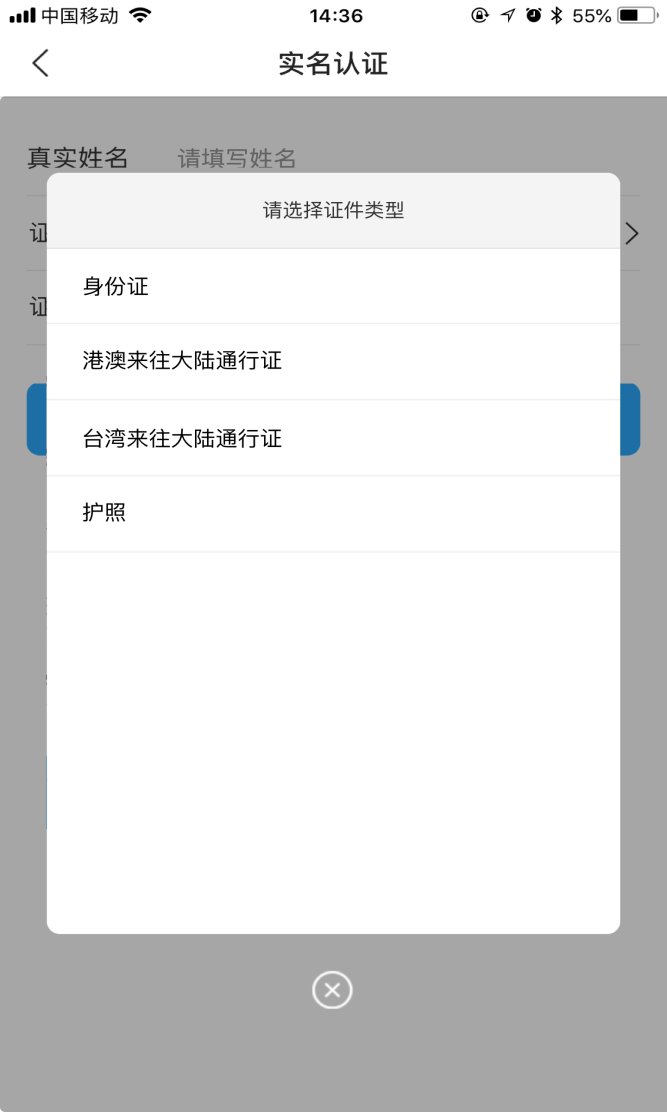 中国移动 14:36 55%
实名认证
真实姓名 请填写姓名
请选择证件类型
证
身份证
证
港澳来往大陆通行证
台湾来往大陆通行证
护照